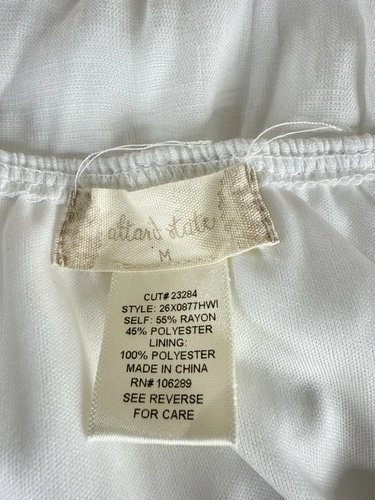 altar'd state
M
CUT# 23284
STYLE: 26X0877HWI
SELF: 55% RAYON
45% POLYESTER
LINING:
100% POLYESTER
MADE IN CHINA
RN# 106289
SEE REVERSE
FOR CARE